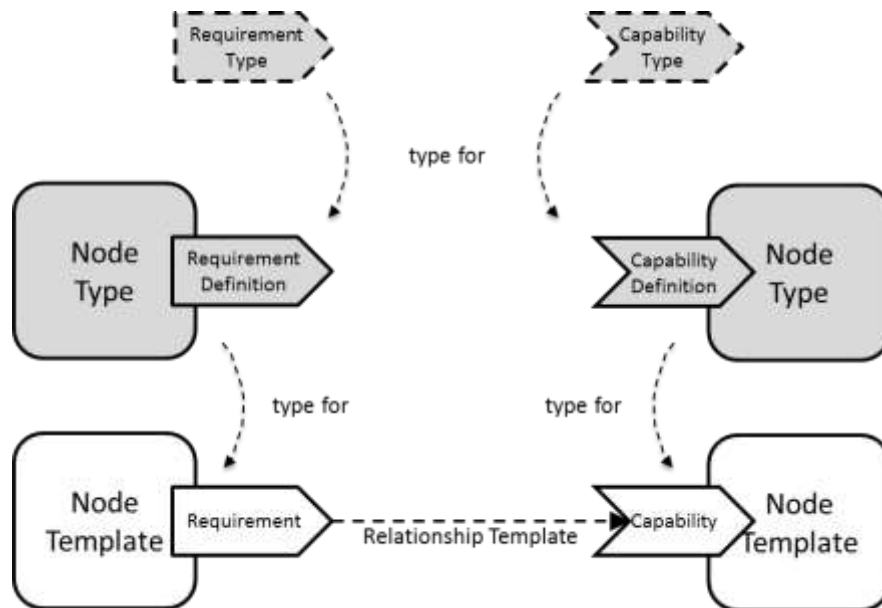 Requirement
Type
Capability
Type
type for
Node
Type
Requirement
Definition
Capability
Definition
Node
Type
type for
type for
Node
Template
Requirement
Relationship Template
Capability
Node
Template